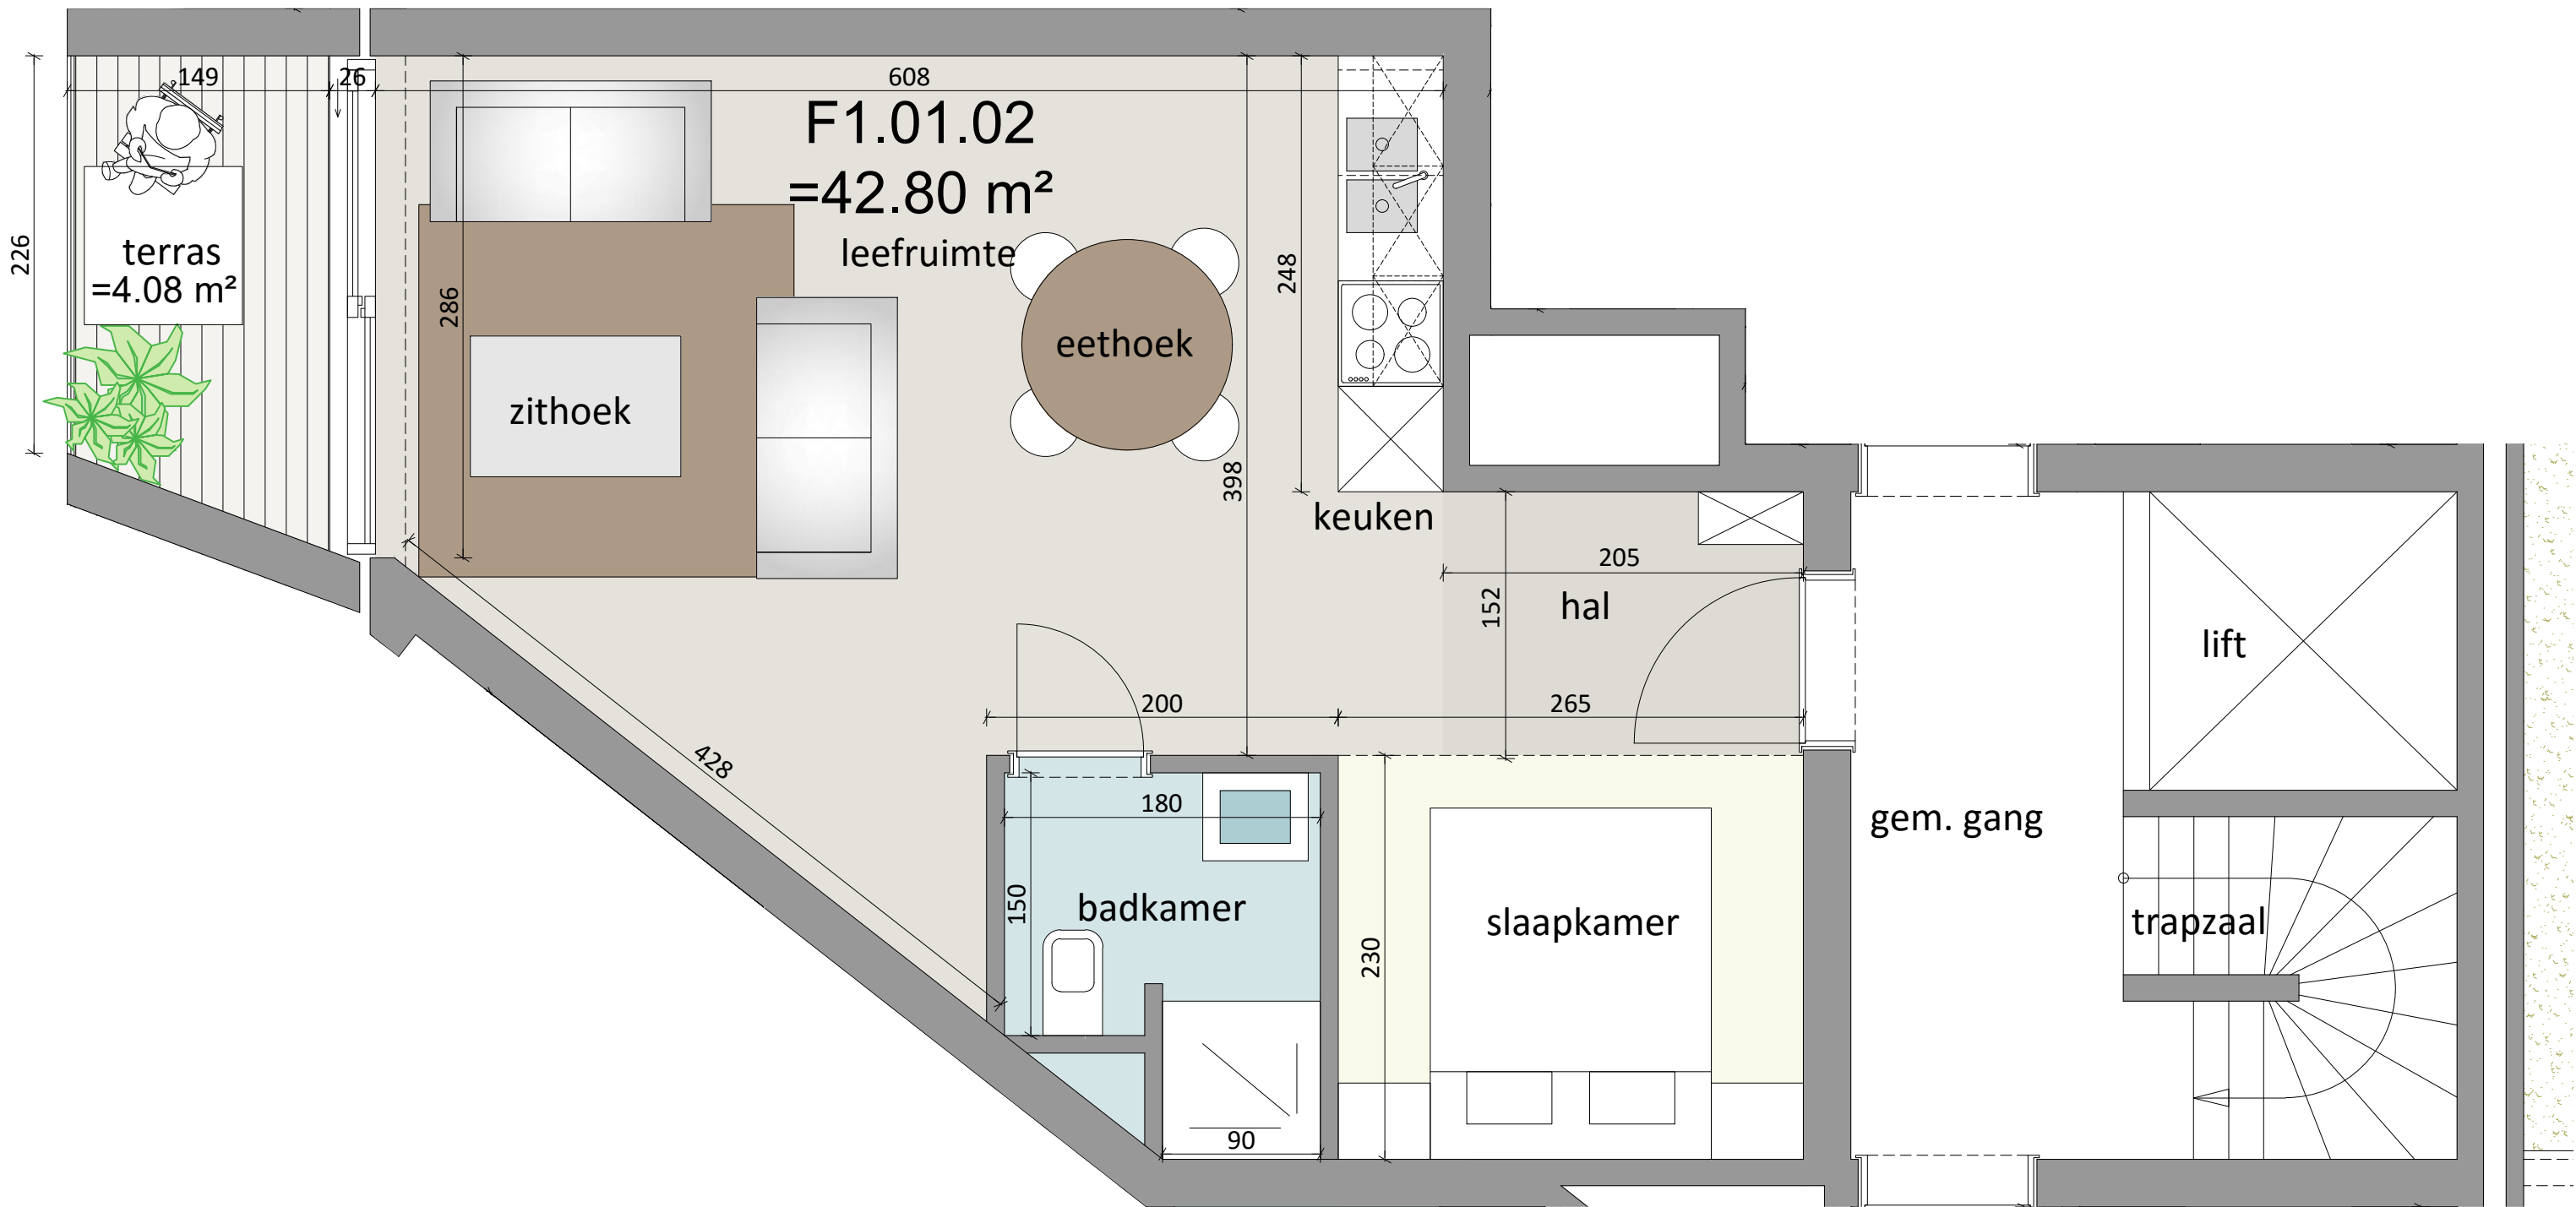 149
26
608
F1.01.02
=42.80 m²
leefruimte
226
terras
=4.08 m²
286
248
eethoek
zithoek
398
keuken
205
152
hal
lift
200
265
428
180
gem. gang
150
badkamer
230
slaapkamer
trapzaal
90